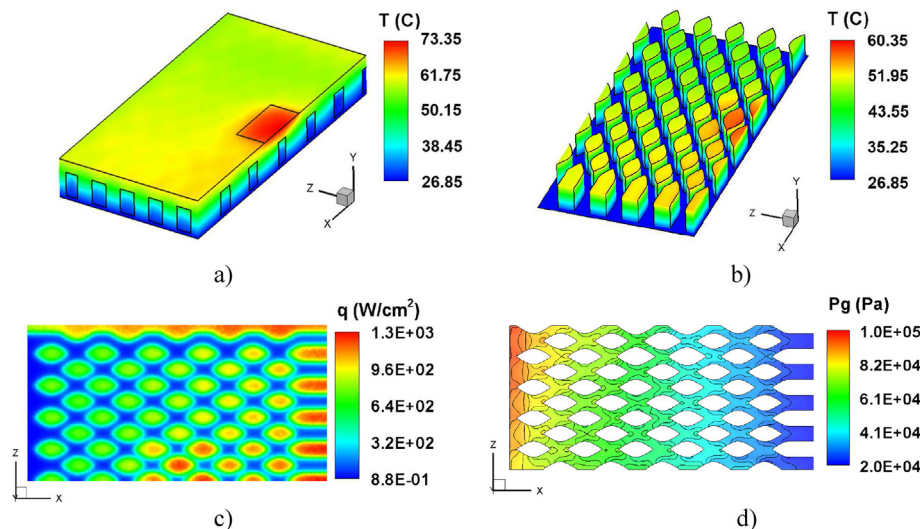 T (C)
73.35
61.75
50.15
38.45
26.85
Y
Z
X
a)
T (C)
60.35
51.95
43.55
35.25
26.85
Y
Z
X
b)
q (W/cm²)
1.3E+03
9.6E+02
6.4E+02
3.2E+02
8.8E-01
Z
Y
X
c)
Pg (Pa)
1.0E+05
8.2E+04
6.1E+04
4.1E+04
2.0E+04
Z
X
d)